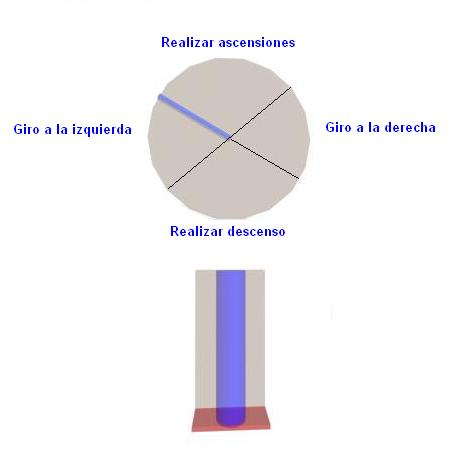 Realizar ascensiones
Giro a la izquierda
Giro a la derecha
Realizar descenso